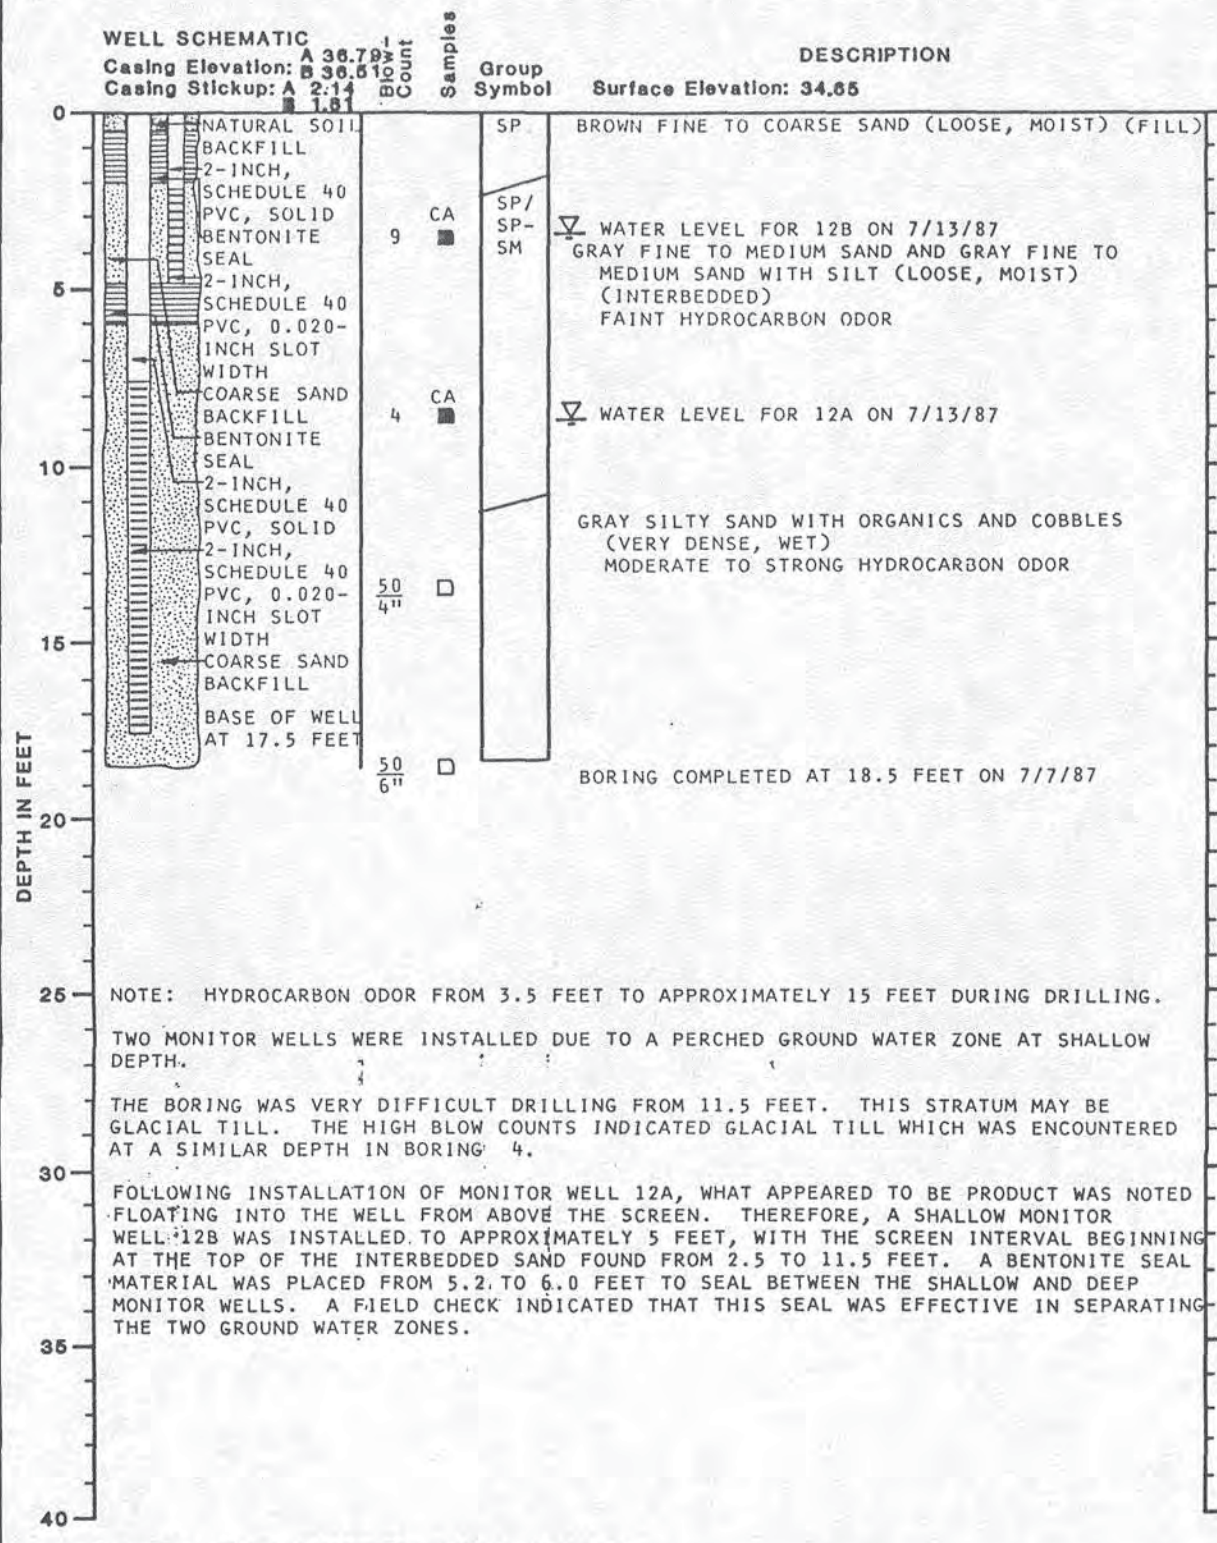 WELL SCHEMATIC
Casing Elevation: A 36.79
B 36.51
Casing Stickup: A 2.14
B 1.81
Blow-
Count
Samples
Group
Symbol
DESCRIPTION
Surface Elevation: 34.65
0
5
10
15
20
25
30
35
40
DEPTH IN FEET
NATURAL SOIL
BACKFILL
2-INCH,
SCHEDULE 40
PVC, SOLID
BENTONITE
SEAL
2-INCH,
SCHEDULE 40
PVC, 0.020-
INCH SLOT
WIDTH
COARSE SAND
BACKFILL
BENTONITE
SEAL
2-INCH,
SCHEDULE 40
PVC, SOLID
2-INCH,
SCHEDULE 40
PVC, 0.020-
INCH SLOT
WIDTH
COARSE SAND
BACKFILL
BASE OF WELL
AT 17.5 FEET
9
4
50
4"
50
6"
CA
CA
SP
SP/
SP-
SM
BROWN FINE TO COARSE SAND (LOOSE, MOIST) (FILL)
WATER LEVEL FOR 12B ON 7/13/87
GRAY FINE TO MEDIUM SAND AND GRAY FINE TO
MEDIUM SAND WITH SILT (LOOSE, MOIST)
(INTERBEDDED)
FAINT HYDROCARBON ODOR
WATER LEVEL FOR 12A ON 7/13/87
GRAY SILTY SAND WITH ORGANICS AND COBBLES
(VERY DENSE, WET)
MODERATE TO STRONG HYDROCARBON ODOR
BORING COMPLETED AT 18.5 FEET ON 7/7/87
NOTE: HYDROCARBON ODOR FROM 3.5 FEET TO APPROXIMATELY 15 FEET DURING DRILLING.
TWO MONITOR WELLS WERE INSTALLED DUE TO A PERCHED GROUND WATER ZONE AT SHALLOW
DEPTH.
THE BORING WAS VERY DIFFICULT DRILLING FROM 11.5 FEET. THIS STRATUM MAY BE
GLACIAL TILL. THE HIGH BLOW COUNTS INDICATED GLACIAL TILL WHICH WAS ENCOUNTERED
AT A SIMILAR DEPTH IN BORING 4.
FOLLOWING INSTALLATION OF MONITOR WELL 12A, WHAT APPEARED TO BE PRODUCT WAS NOTED
FLOATING INTO THE WELL FROM ABOVE THE SCREEN. THEREFORE, A SHALLOW MONITOR
WELL 12B WAS INSTALLED TO APPROXIMATELY 5 FEET, WITH THE SCREEN INTERVAL BEGINNING
AT THE TOP OF THE INTERBEDDED SAND FOUND FROM 2.5 TO 11.5 FEET. A BENTONITE SEAL
MATERIAL WAS PLACED FROM 5.2 TO 6.0 FEET TO SEAL BETWEEN THE SHALLOW AND DEEP
MONITOR WELLS. A FIELD CHECK INDICATED THAT THIS SEAL WAS EFFECTIVE IN SEPARATING
THE TWO GROUND WATER ZONES.